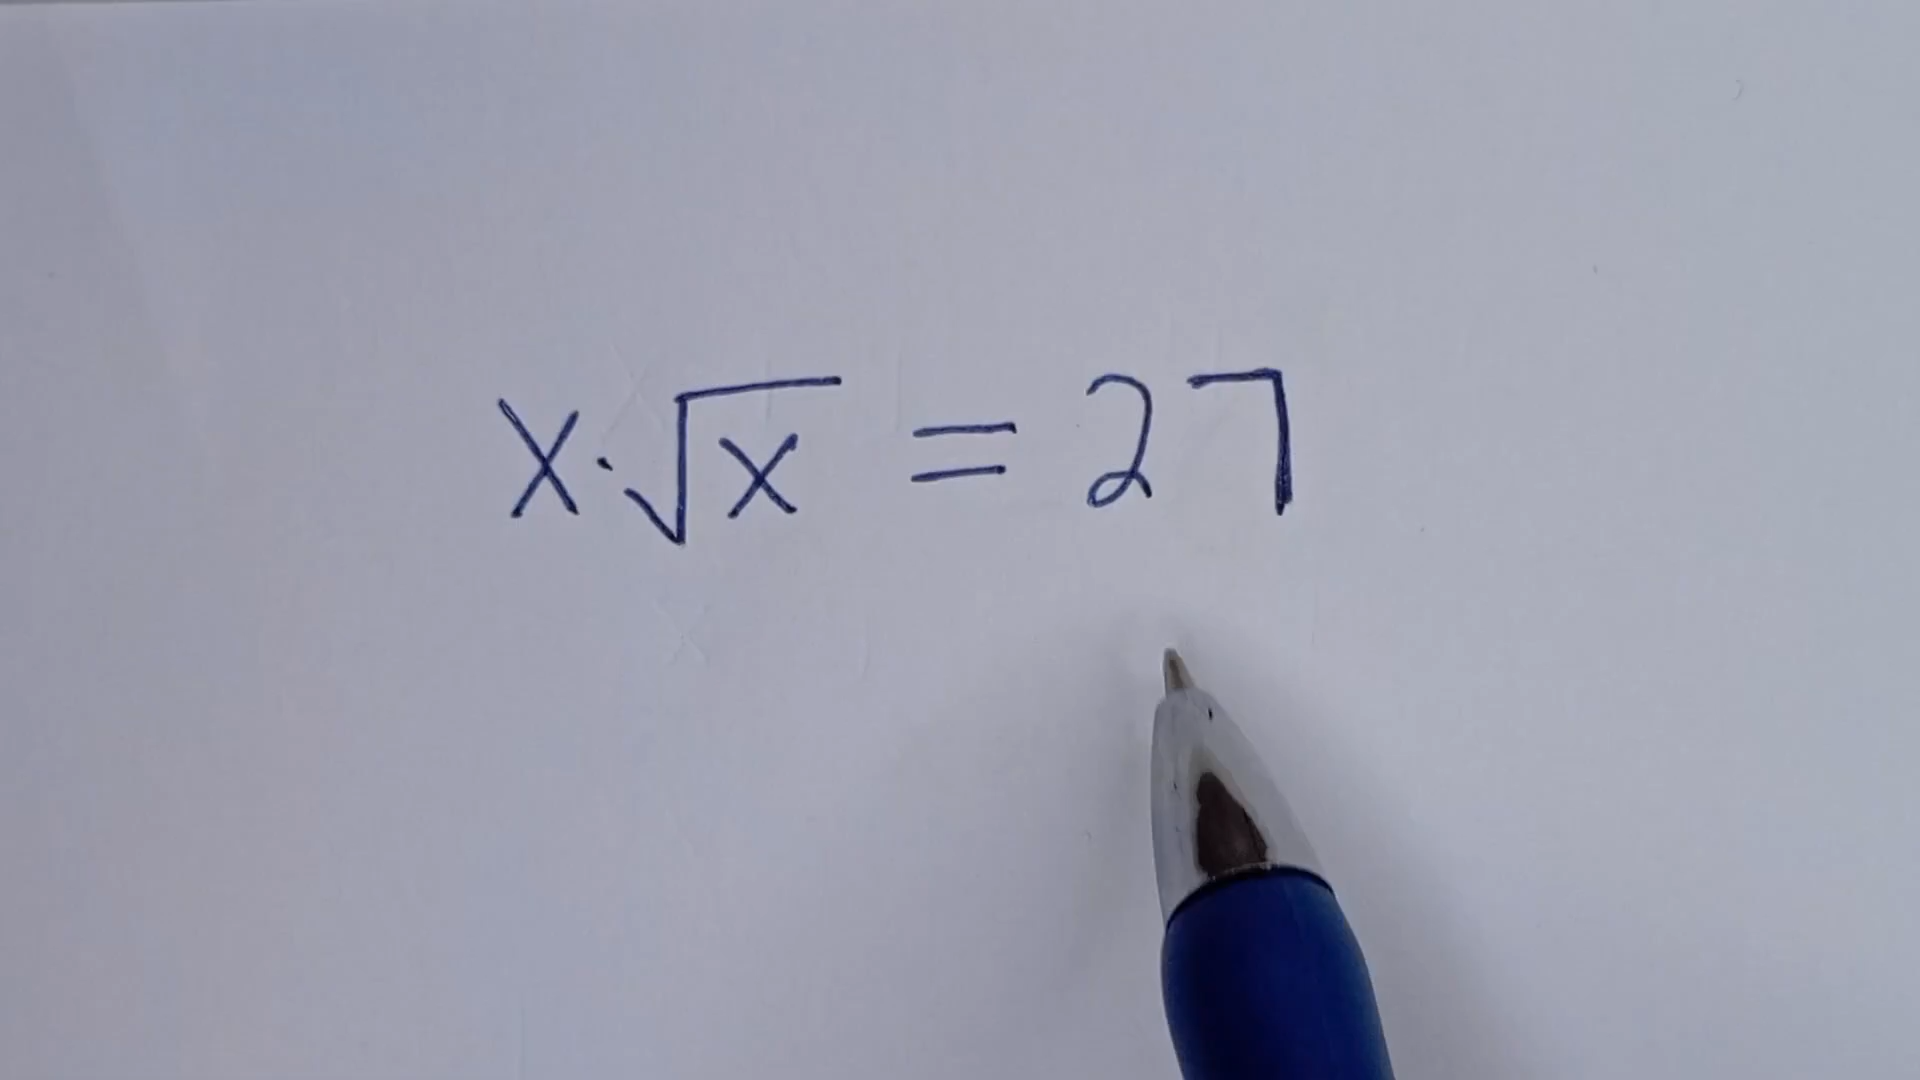 x·√x = 27